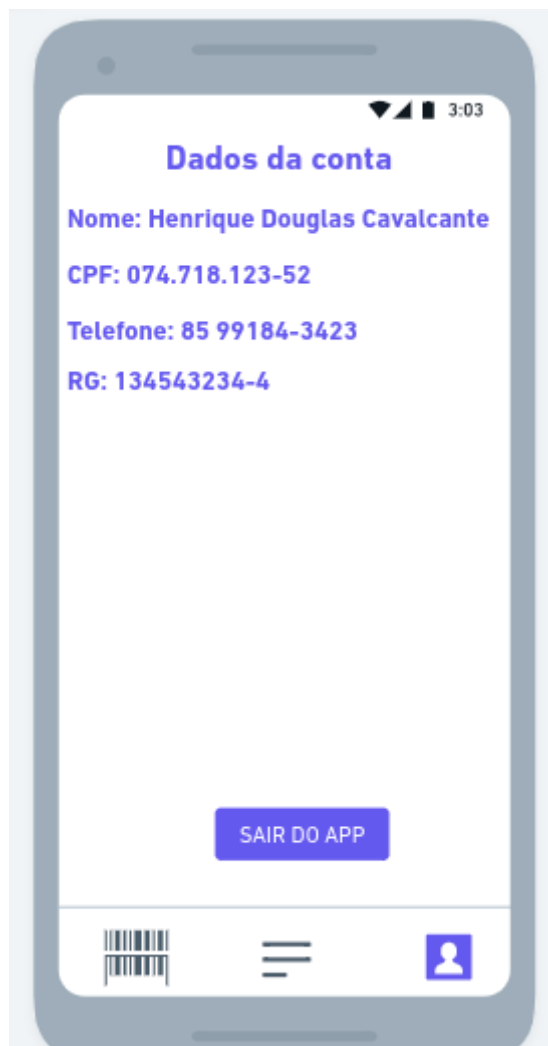 3:03
Dados da conta
Nome: Henrique Douglas Cavalcante
CPF: 074.718.123-52
Telefone: 85 99184-3423
RG: 134543234-4
SAIR DO APP